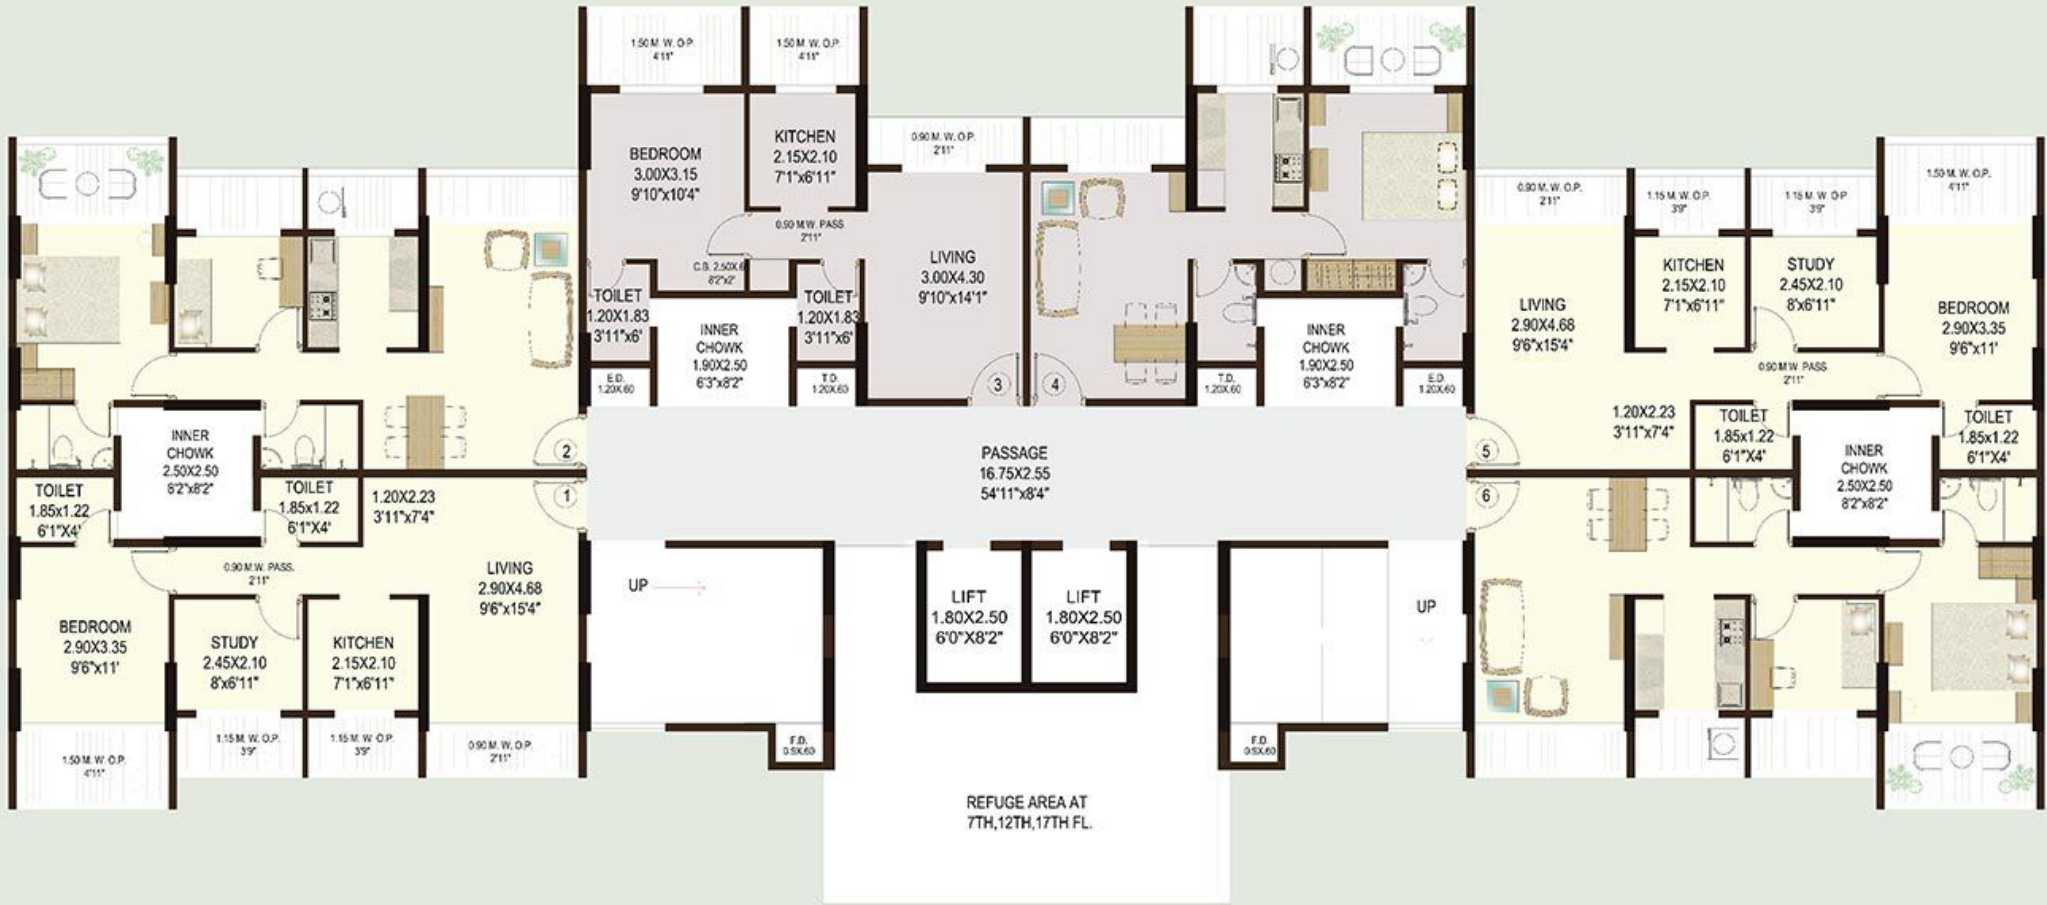 1.50 M. W. O.P
4'11"
1.50 M. W. O.P.
4'11"
BEDROOM
3.00X3.15
9'10"x10'4"
KITCHEN
2.15X2.10
7'1"x6'11"
0.90 M. W. O.P.
2'11"
0.90 M.W. PASS
2'11"
LIVING
3.00X4.30
9'10"x14'1"
C.B. 2.50X.6
8'2"x2"
TOILET
1.20X1.83
3'11"x6'
TOILET
1.20X1.83
3'11"x6'
INNER
CHOWK
1.90X2.50
6'3"x8'2"
E.D.
1.20X.60
T.D.
1.20X.60
3
4
INNER
CHOWK
1.90X2.50
6'3"x8'2"
T.D.
1.20X.60
E.D.
1.20X.60
0.90 M. W. O.P.
2'11"
1.15 M. W. O.P.
3'9"
1.15 M. W. O.P.
3'9"
1.50 M. W. O.P.
4'11"
LIVING
2.90X4.68
9'6"x15'4"
KITCHEN
2.15X2.10
7'1"x6'11"
STUDY
2.45X2.10
8'x6'11"
BEDROOM
2.90X3.35
9'6"x11'
0.90 M.W. PASS
2'11"
1.20X2.23
3'11"x7'4"
TOILET
1.85x1.22
6'1"X4'
TOILET
1.85x1.22
6'1"X4'
INNER
CHOWK
2.50X2.50
8'2"x8'2"
INNER
CHOWK
2.50X2.50
8'2"x8'2"
2
1
PASSAGE
16.75X2.55
54'11"x8'4"
5
6
TOILET
1.85x1.22
6'1"X4'
TOILET
1.85x1.22
6'1"X4'
1.20X2.23
3'11"x7'4"
0.90 M.W. PASS.
2'11"
LIVING
2.90X4.68
9'6"x15'4"
BEDROOM
2.90X3.35
9'6"x11'
STUDY
2.45X2.10
8'x6'11"
KITCHEN
2.15X2.10
7'1"x6'11"
1.50 M. W. O.P.
4'11"
1.15 M. W. O.P.
3'9"
1.15 M. W. O.P.
3'9"
0.90 M. W. O.P.
2'11"
UP
LIFT
1.80X2.50
6'0"X8'2"
LIFT
1.80X2.50
6'0"X8'2"
UP
F.D.
0.9X.60
F.D.
0.9X.60
REFUGE AREA AT
7TH,12TH,17TH FL.